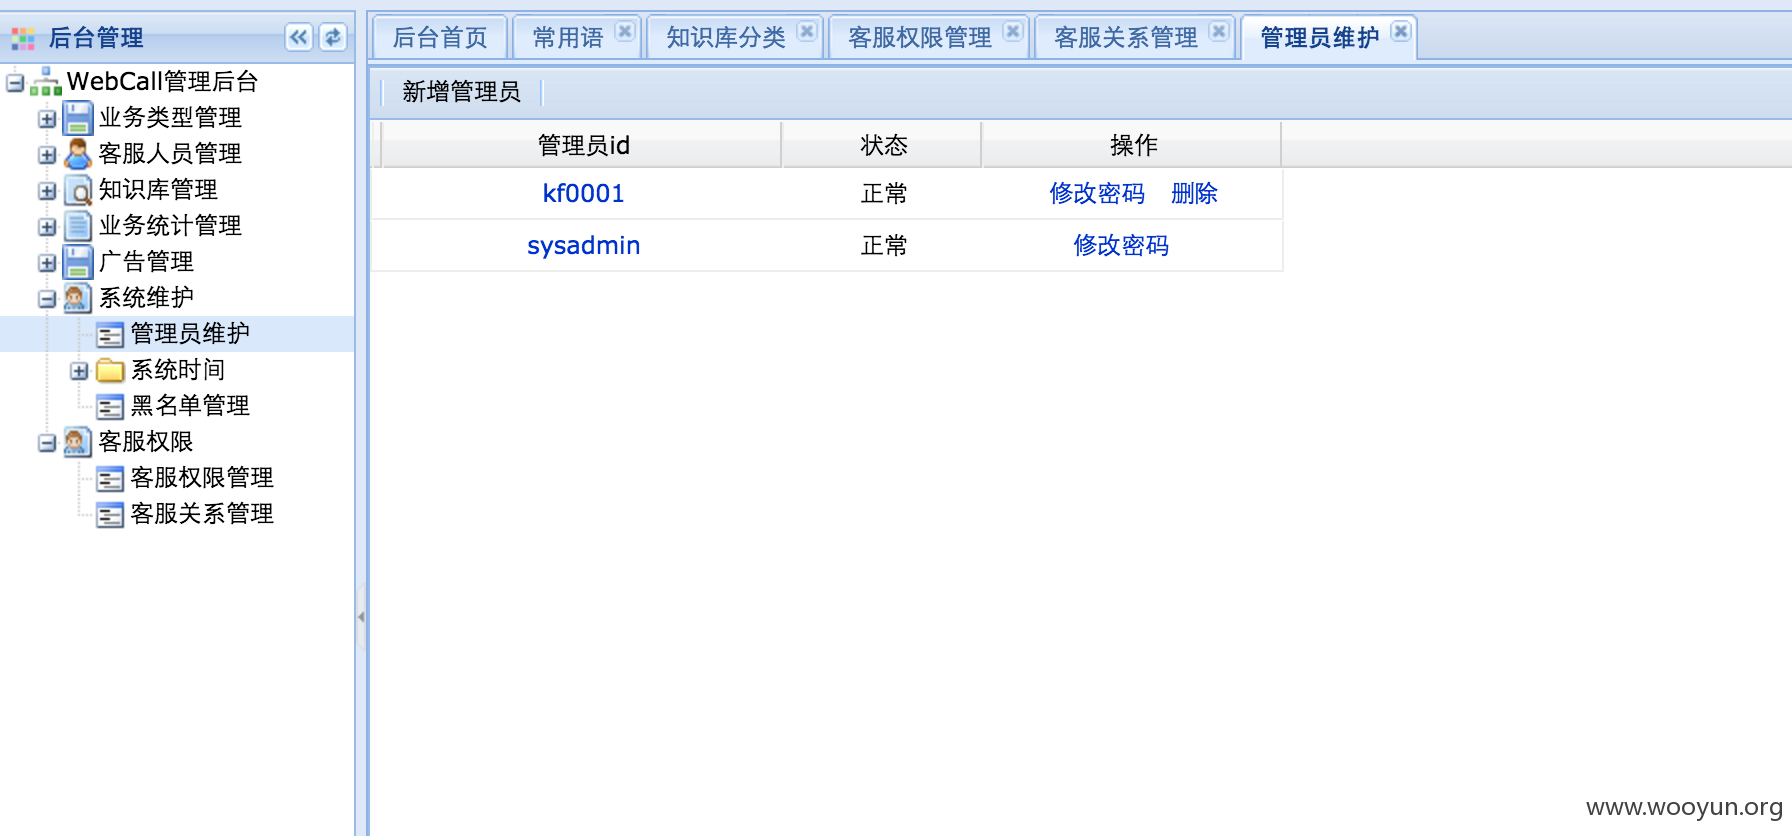 后台管理
WebCall管理后台
业务类型管理
客服人员管理
知识库管理
业务统计管理
广告管理
系统维护
管理员维护
系统时间
黑名单管理
客服权限
客服权限管理
客服关系管理
后台首页 常用语 知识库分类 客服权限管理 客服关系管理 管理员维护
新增管理员
管理员id 状态 操作
kf0001 正常 修改密码 删除
sysadmin 正常 修改密码
www.wooyun.org